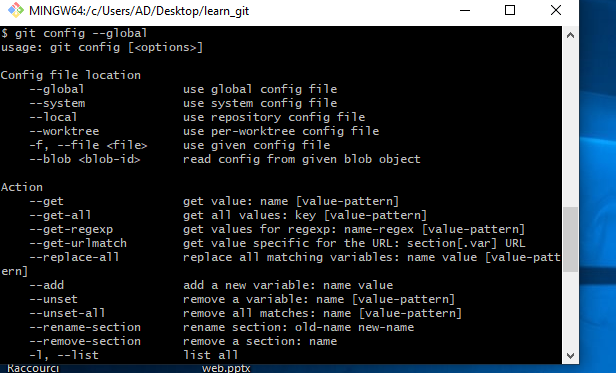 MINGW64:/c/Users/AD/Desktop/learn_git
$ git config --global
usage: git config [<options>]
Config file location
--global use global config file
--system use system config file
--local use repository config file
--worktree use per-worktree config file
-f, --file <file> use given config file
--blob <blob-id> read config from given blob object
Action
--get get value: name [value-pattern]
--get-all get all values: key [value-pattern]
--get-regexp get values for regexp: name-regex [value-pattern]
--get-urlmatch get value specific for the URL: section[.var] URL
--replace-all replace all matching variables: name value [value-patt
ern]
--add add a new variable: name value
--unset remove a variable: name [value-pattern]
--unset-all remove all matches: name [value-pattern]
--rename-section rename section: old-name new-name
--remove-section remove a section: name
-l, --list list all
Raccourci web.pptx